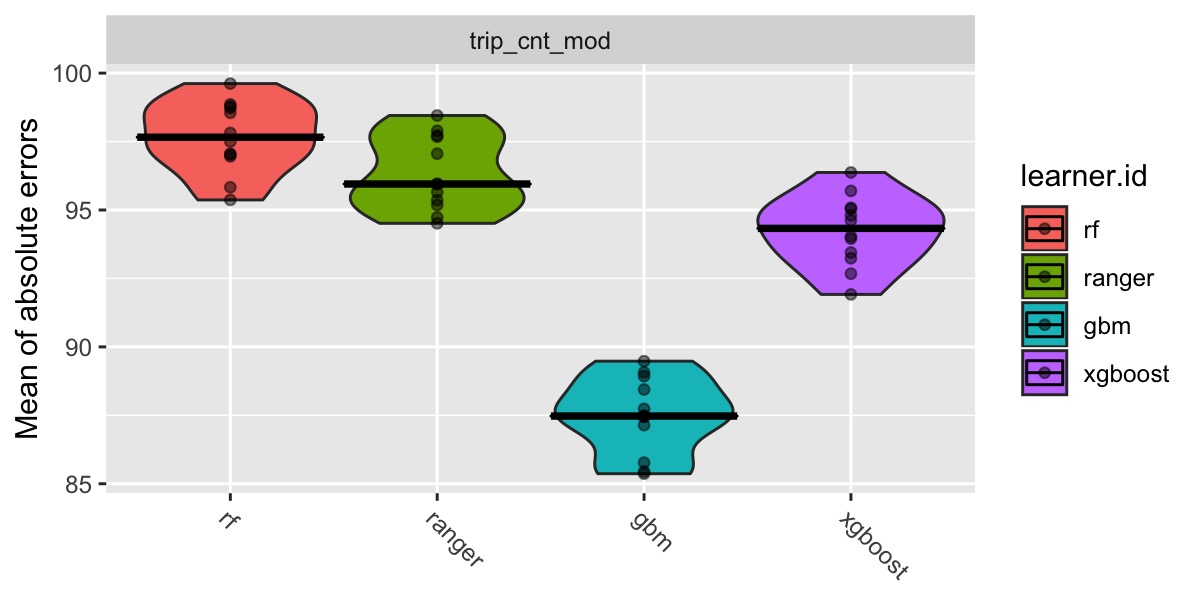 trip_cnt_mod
Mean of absolute errors
100
95
90
85
rf
ranger
gbm
xgboost
learner.id
rf
ranger
gbm
xgboost